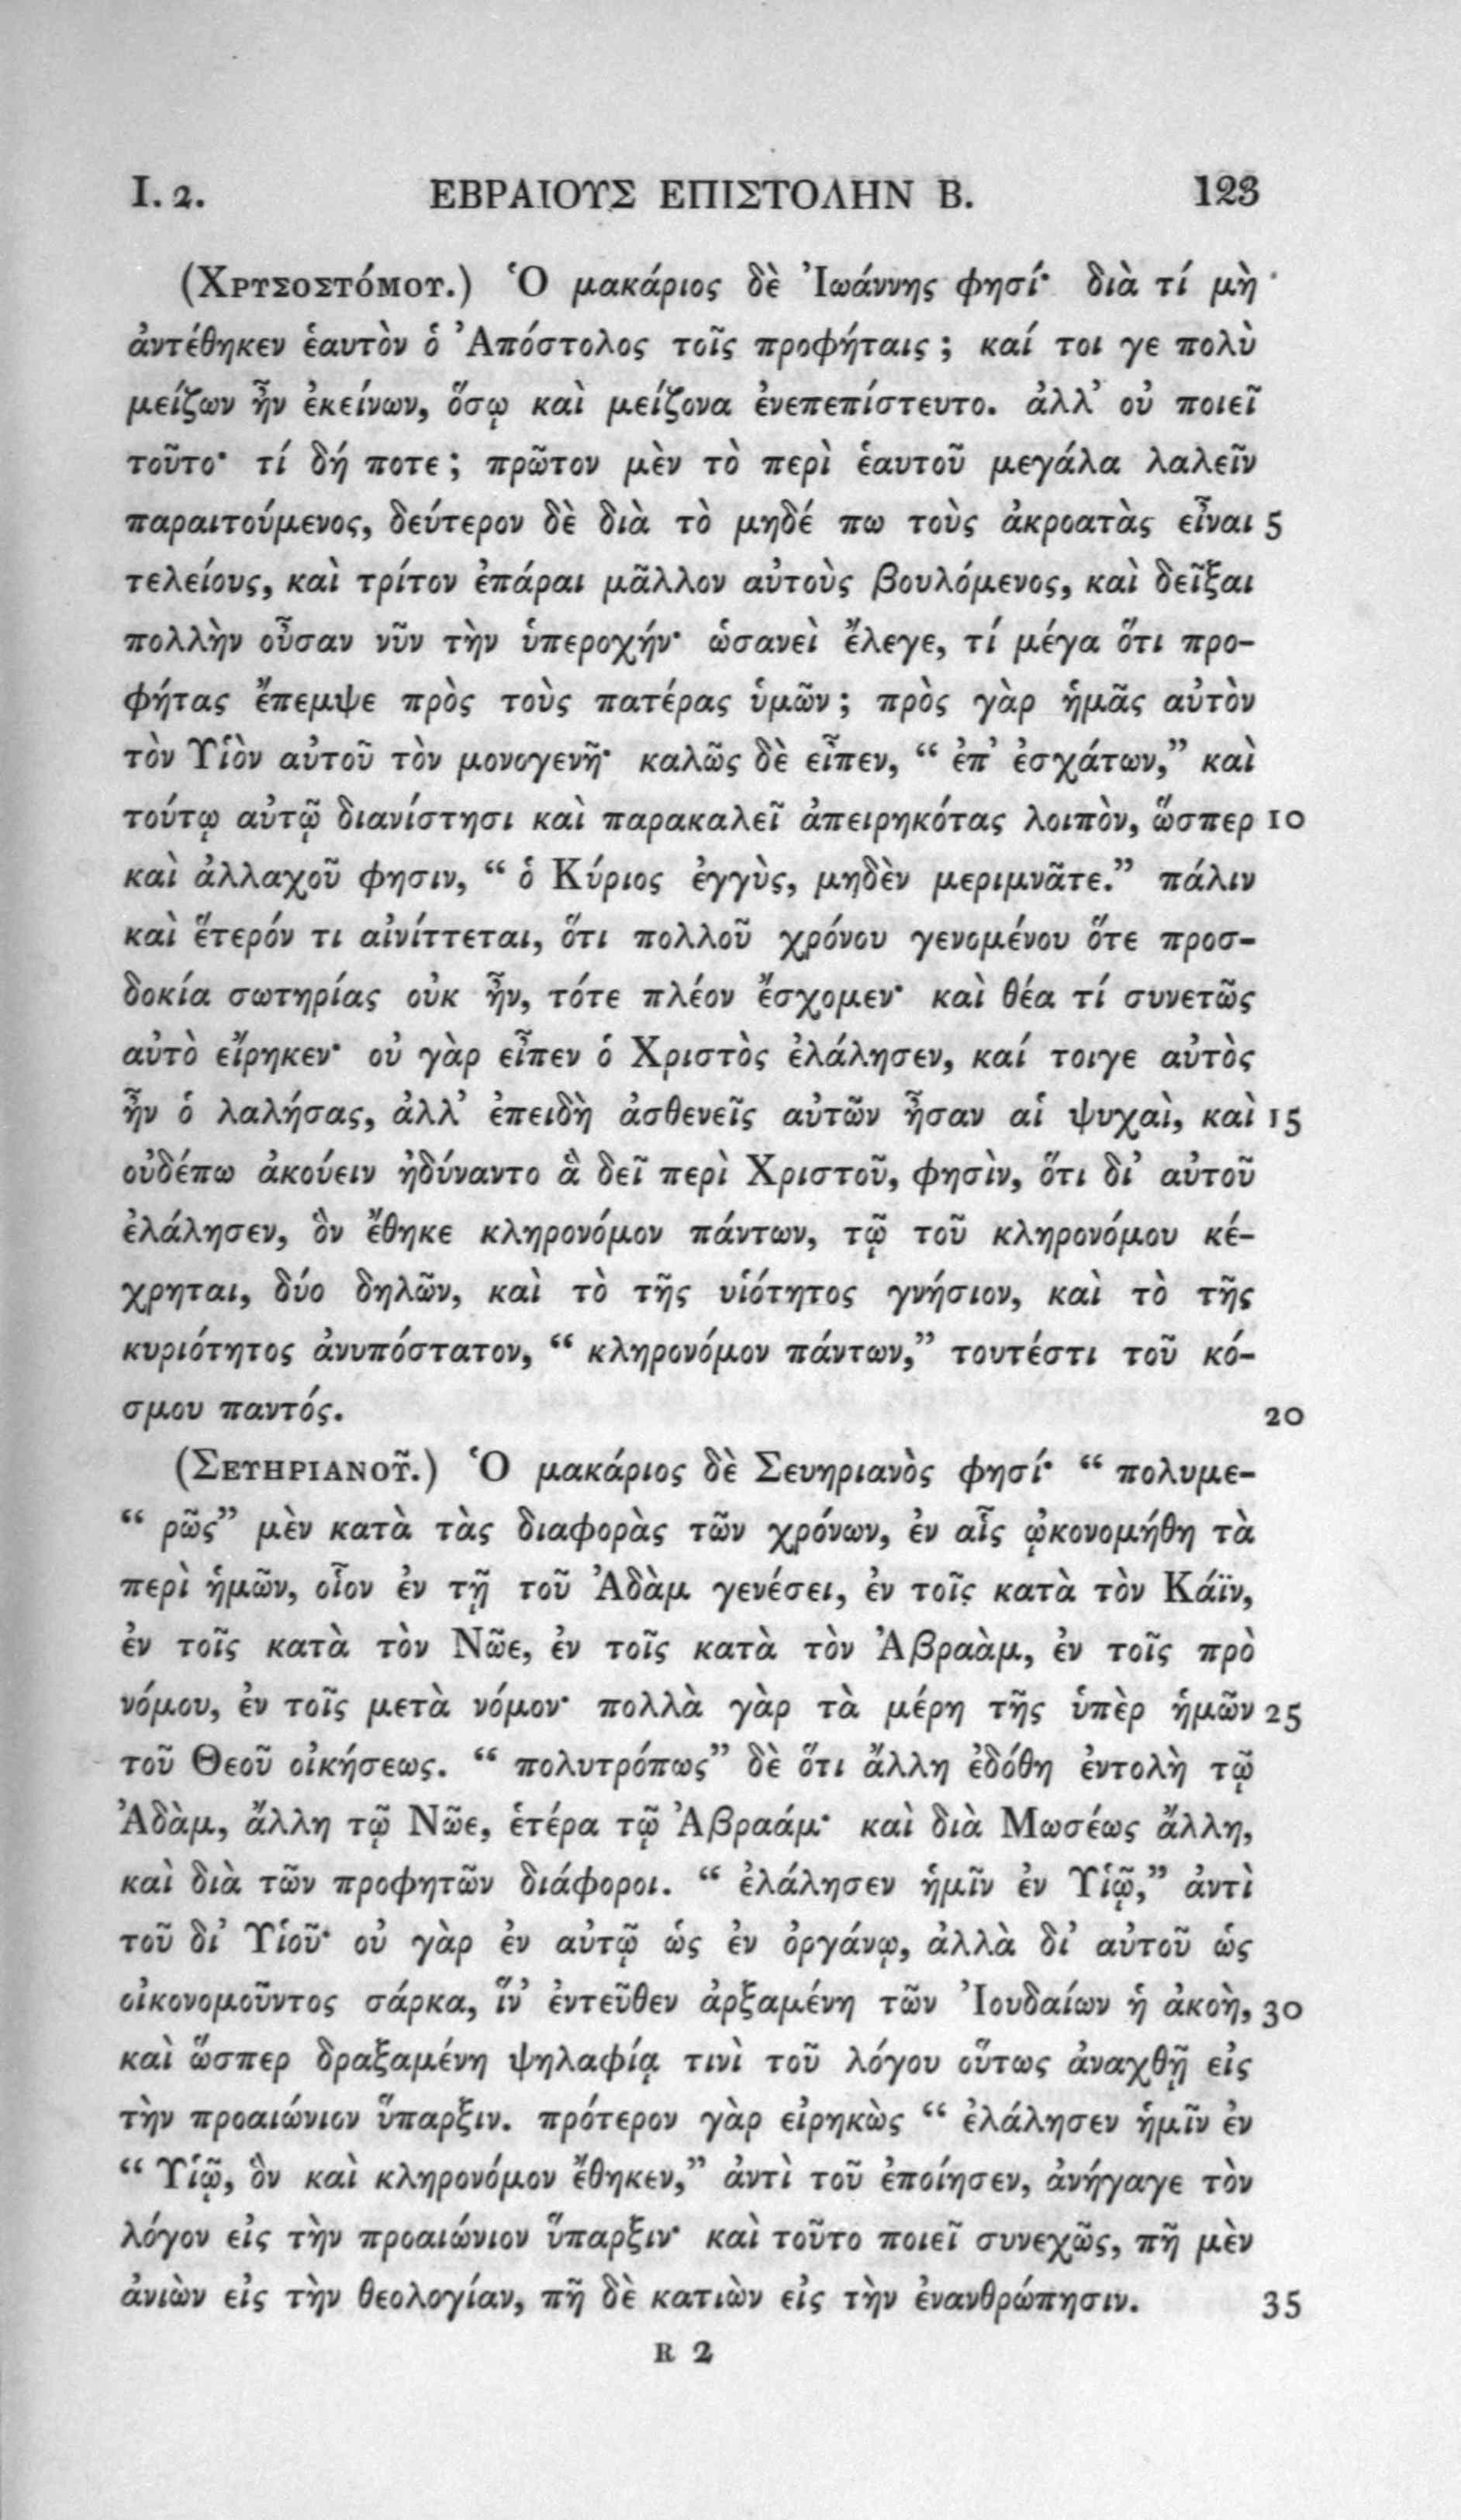 I. 2. ΕΒΡΑΙΟΥΣ ΕΠΙΣΤΟΛΗΝ Β. 123
(Χρυσοστόμου.) Ὁ μακάριος δὲ Ἰωάννης φησί· διὰ τί μὴ
ἀντέθηκεν ἑαυτὸν ὁ Ἀπόστολος τοῖς προφήταις ; καί τοι γε πολὺ
μείζων ἦν ἐκείνων, ὅσῳ καὶ μείζονα ἐνεπεπίστευτο. ἀλλ’ οὐ ποιεῖ
τοῦτο· τί δή ποτε ; πρῶτον μὲν τὸ περὶ ἑαυτοῦ μεγάλα λαλεῖν
παραιτούμενος, δεύτερον δὲ διὰ τὸ μηδέ πω τοὺς ἀκροατὰς εἶναι 5
τελείους, καὶ τρίτον ἐπάραι μᾶλλον αὐτοὺς βουλόμενος, καὶ δεῖξαι
πολλὴν οὖσαν νῦν τὴν ὑπεροχήν· ὡσανεὶ ἔλεγε, τί μέγα ὅτι προ-
φήτας ἔπεμψε πρὸς τοὺς πατέρας ὑμῶν ; πρὸς γὰρ ἡμᾶς αὐτὸν
τὸν Υἱὸν αὐτοῦ τὸν μονογενῆ· καλῶς δὲ εἶπεν, “ ἐπ’ ἐσχάτων,” καὶ
τούτῳ αὐτῷ διανίστησι καὶ παρακαλεῖ ἀπειρηκότας λοιπὸν, ὥσπερ 10
καὶ ἀλλαχοῦ φησιν, “ ὁ Κύριος ἐγγὺς, μηδὲν μεριμνᾶτε.” πάλιν
καὶ ἕτερόν τι αἰνίττεται, ὅτι πολλοῦ χρόνου γενομένου ὅτε προσ-
δοκία σωτηρίας οὐκ ἦν, τότε πλέον ἔσχομεν· καὶ θέα τί συνετῶς
αὐτὸ εἴρηκεν· οὐ γὰρ εἶπεν ὁ Χριστὸς ἐλάλησεν, καί τοιγε αὐτὸς
ἦν ὁ λαλήσας, ἀλλ’ ἐπειδὴ ἀσθενεῖς αὐτῶν ἦσαν αἱ ψυχαὶ, καὶ 15
οὐδέπω ἀκούειν ἠδύναντο ἃ δεῖ περὶ Χριστοῦ, φησὶν, ὅτι δι’ αὐτοῦ
ἐλάλησεν, ὃν ἔθηκε κληρονόμον πάντων, τῷ τοῦ κληρονόμου κέ-
χρηται, δύο δηλῶν, καὶ τὸ τῆς υἱότητος γνήσιον, καὶ τὸ τῆς
κυριότητος ἀνυπόστατον, “ κληρονόμον πάντων,” τουτέστι τοῦ κό-
σμου παντός. 20
(Σευηριανοῦ.) Ὁ μακάριος δὲ Σευηριανὸς φησί· “ πολυμε-
“ ρῶς” μὲν κατὰ τὰς διαφορὰς τῶν χρόνων, ἐν αἷς ᾠκονομήθη τὰ
περὶ ἡμῶν, οἷον ἐν τῇ τοῦ Ἀδὰμ γενέσει, ἐν τοῖς κατὰ τὸν Κάϊν,
ἐν τοῖς κατὰ τὸν Νῶε, ἐν τοῖς κατὰ τὸν Ἀβραὰμ, ἐν τοῖς πρὸ
νόμου, ἐν τοῖς μετὰ νόμον· πολλὰ γὰρ τὰ μέρη τῆς ὑπὲρ ἡμῶν 25
τοῦ Θεοῦ οἰκήσεως. “ πολυτρόπως” δὲ ὅτι ἄλλη ἐδόθη ἐντολὴ τῷ
Ἀδὰμ, ἄλλη τῷ Νῶε, ἑτέρα τῷ Ἀβραάμ· καὶ διὰ Μωσέως ἄλλη,
καὶ διὰ τῶν προφητῶν διάφοροι. “ ἐλάλησεν ἡμῖν ἐν Υἱῷ,” ἀντὶ
τοῦ δι’ Υἱοῦ· οὐ γὰρ ἐν αὐτῷ ὡς ἐν ὀργάνῳ, ἀλλὰ δι’ αὐτοῦ ὡς
οἰκονομοῦντος σάρκα, ἵν’ ἐντεῦθεν ἀρξαμένη τῶν Ἰουδαίων ἡ ἀκοὴ, 30
καὶ ὥσπερ δραξαμένη ψηλαφίᾳ τινὶ τοῦ λόγου οὕτως ἀναχθῇ εἰς
τὴν προαιώνιον ὕπαρξιν. πρότερον γὰρ εἰρηκὼς “ ἐλάλησεν ἡμῖν ἐν
“ Υἱῷ, ὃν καὶ κληρονόμον ἔθηκεν,” ἀντὶ τοῦ ἐποίησεν, ἀνήγαγε τὸν
λόγον εἰς τὴν προαιώνιον ὕπαρξιν· καὶ τοῦτο ποιεῖ συνεχῶς, πῆ μὲν
ἀνιὼν εἰς τὴν θεολογίαν, πῆ δὲ κατιὼν εἰς τὴν ἐνανθρώπησιν. 35
R 2